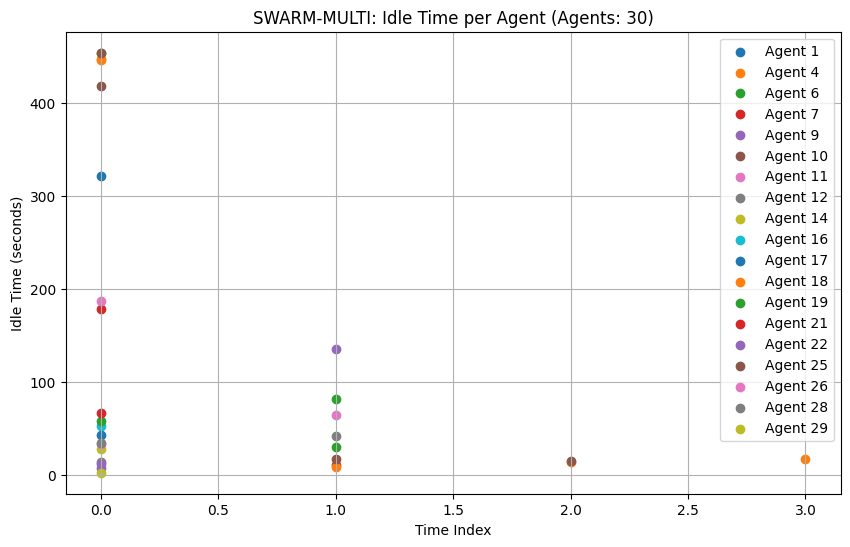 SWARM-MULTI: Idle Time per Agent (Agents: 30)
Idle Time (seconds)
400
300
200
100
0
0.0
0.5
1.0
1.5
2.0
2.5
3.0
Time Index
Agent 1
Agent 4
Agent 6
Agent 7
Agent 9
Agent 10
Agent 11
Agent 12
Agent 14
Agent 16
Agent 17
Agent 18
Agent 19
Agent 21
Agent 22
Agent 25
Agent 26
Agent 28
Agent 29